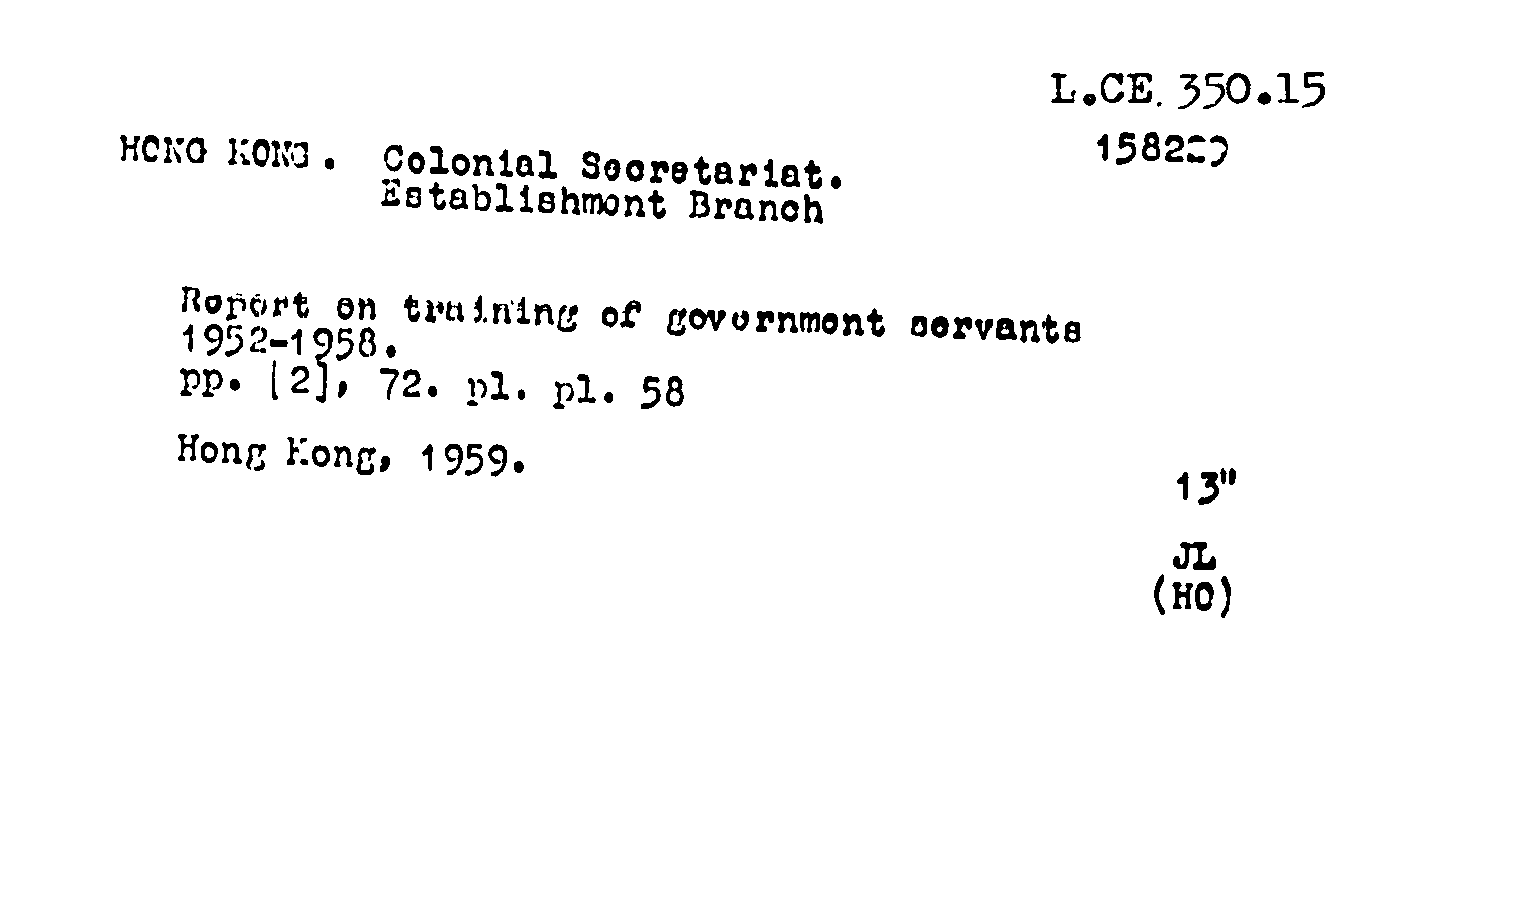 L.CE. 350.15
HONG KONG. Colonial Secretariat.
Establishment Branch
Report on training of government servants
1952-1958.
pp. [2], 72. pl. pl. 58
Hong Kong, 1959.
13"
JL
(HO)